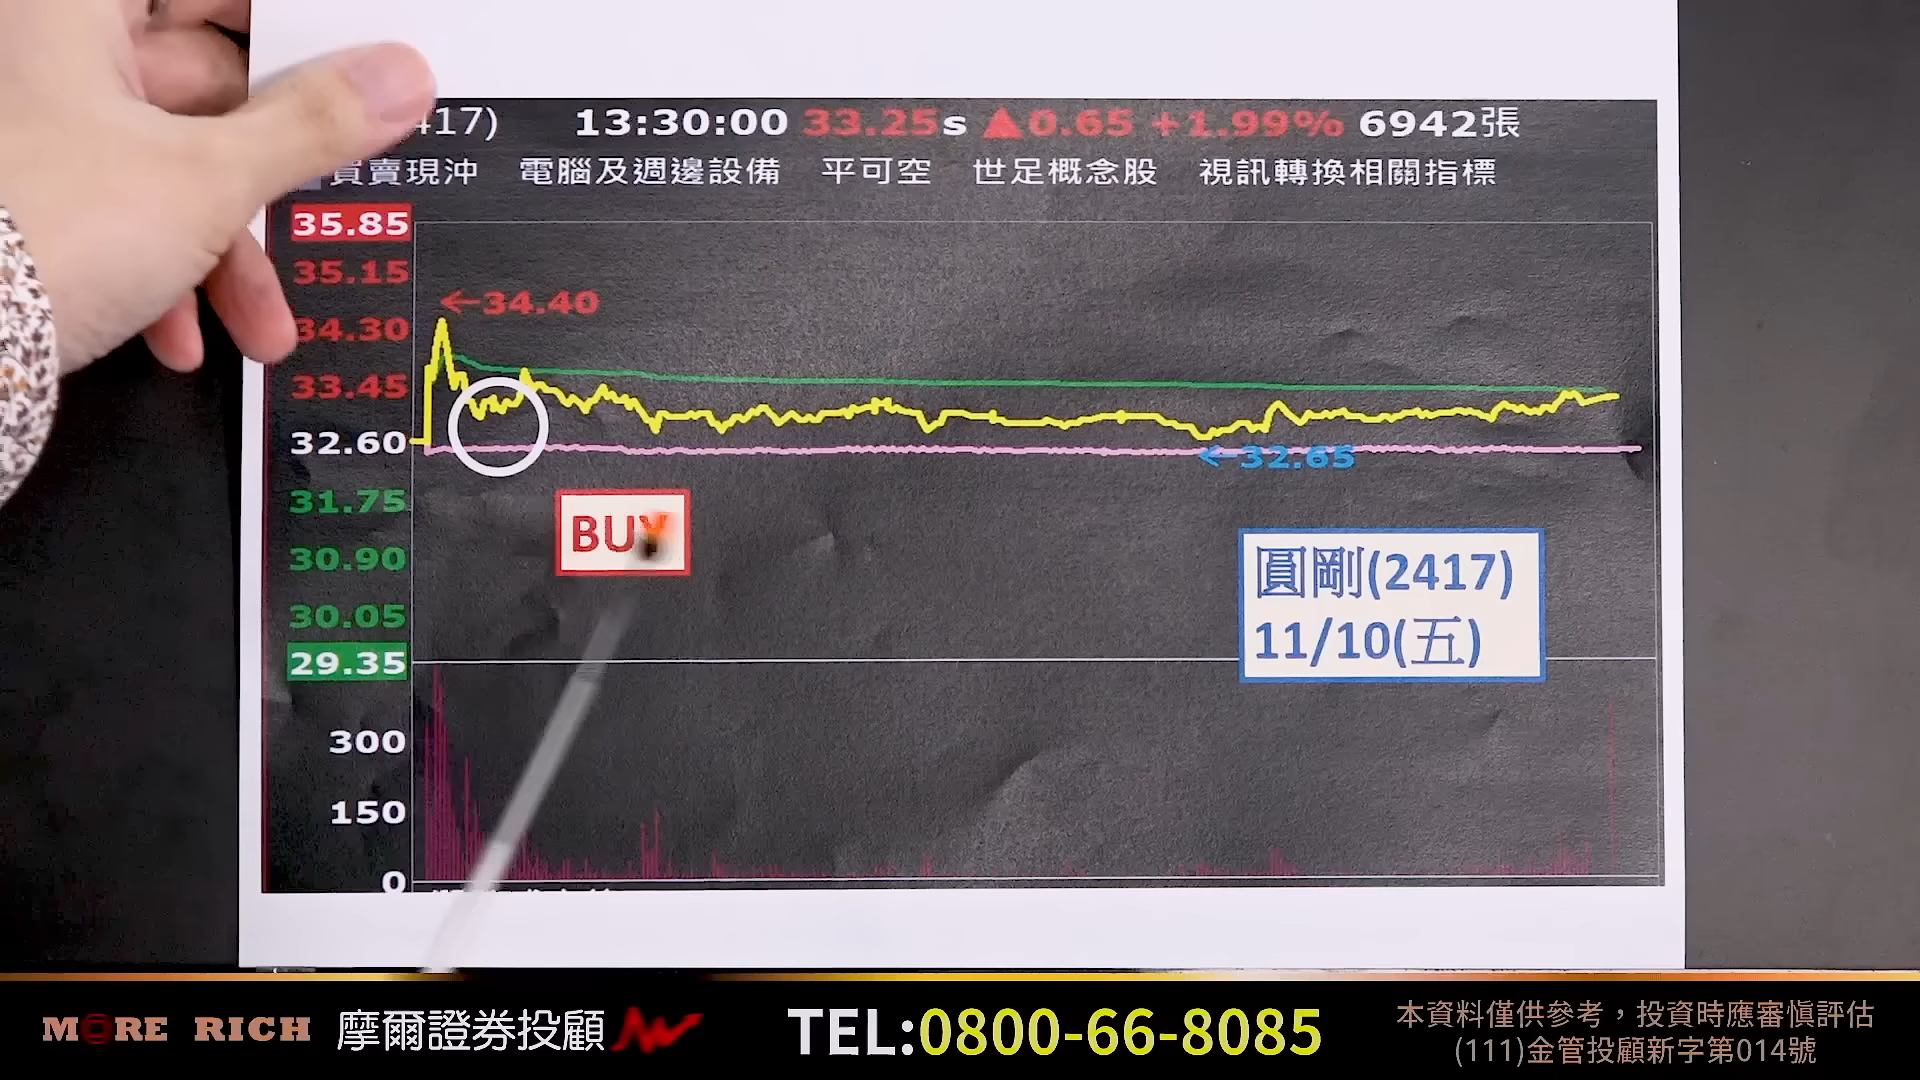 417) 13:30:00 33.25s ▲0.65 +1.99% 6942張
買賣現沖 電腦及週邊設備 平可空 世足概念股 視訊轉換相關指標
35.85
35.15
←34.40
34.30
33.45
32.60
←32.65
31.75
30.90
30.05
29.35
300
150
0
BUY
圓剛(2417)
11/10(五)
MORE RICH 摩爾證券投顧
TEL:0800-66-8085
本資料僅供參考，投資時應審慎評估
(111)金管投顧新字第014號